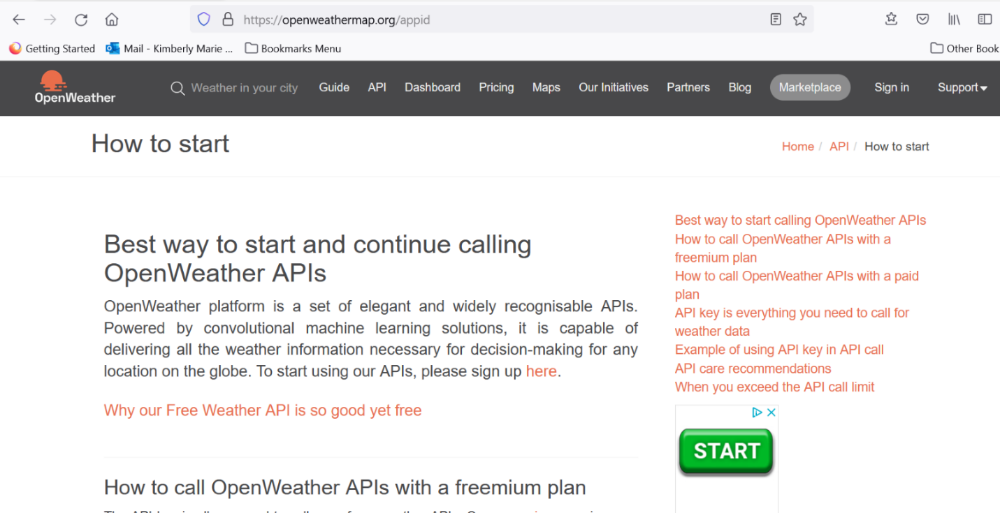 https://openweathermap.org/appid
Getting Started Mail - Kimberly Marie ... Bookmarks Menu Other Book
OpenWeather Weather in your city Guide API Dashboard Pricing Maps Our Initiatives Partners Blog Marketplace Sign in Support
How to start
Home / API / How to start
Best way to start and continue calling
OpenWeather APIs
OpenWeather platform is a set of elegant and widely recognisable APIs.
Powered by convolutional machine learning solutions, it is capable of
delivering all the weather information necessary for decision-making for any
location on the globe. To start using our APIs, please sign up here.
Why our Free Weather API is so good yet free
How to call OpenWeather APIs with a freemium plan
Best way to start calling OpenWeather APIs
How to call OpenWeather APIs with a
freemium plan
How to call OpenWeather APIs with a paid
plan
API key is everything you need to call for
weather data
Example of using API key in API call
API care recommendations
When you exceed the API call limit
START